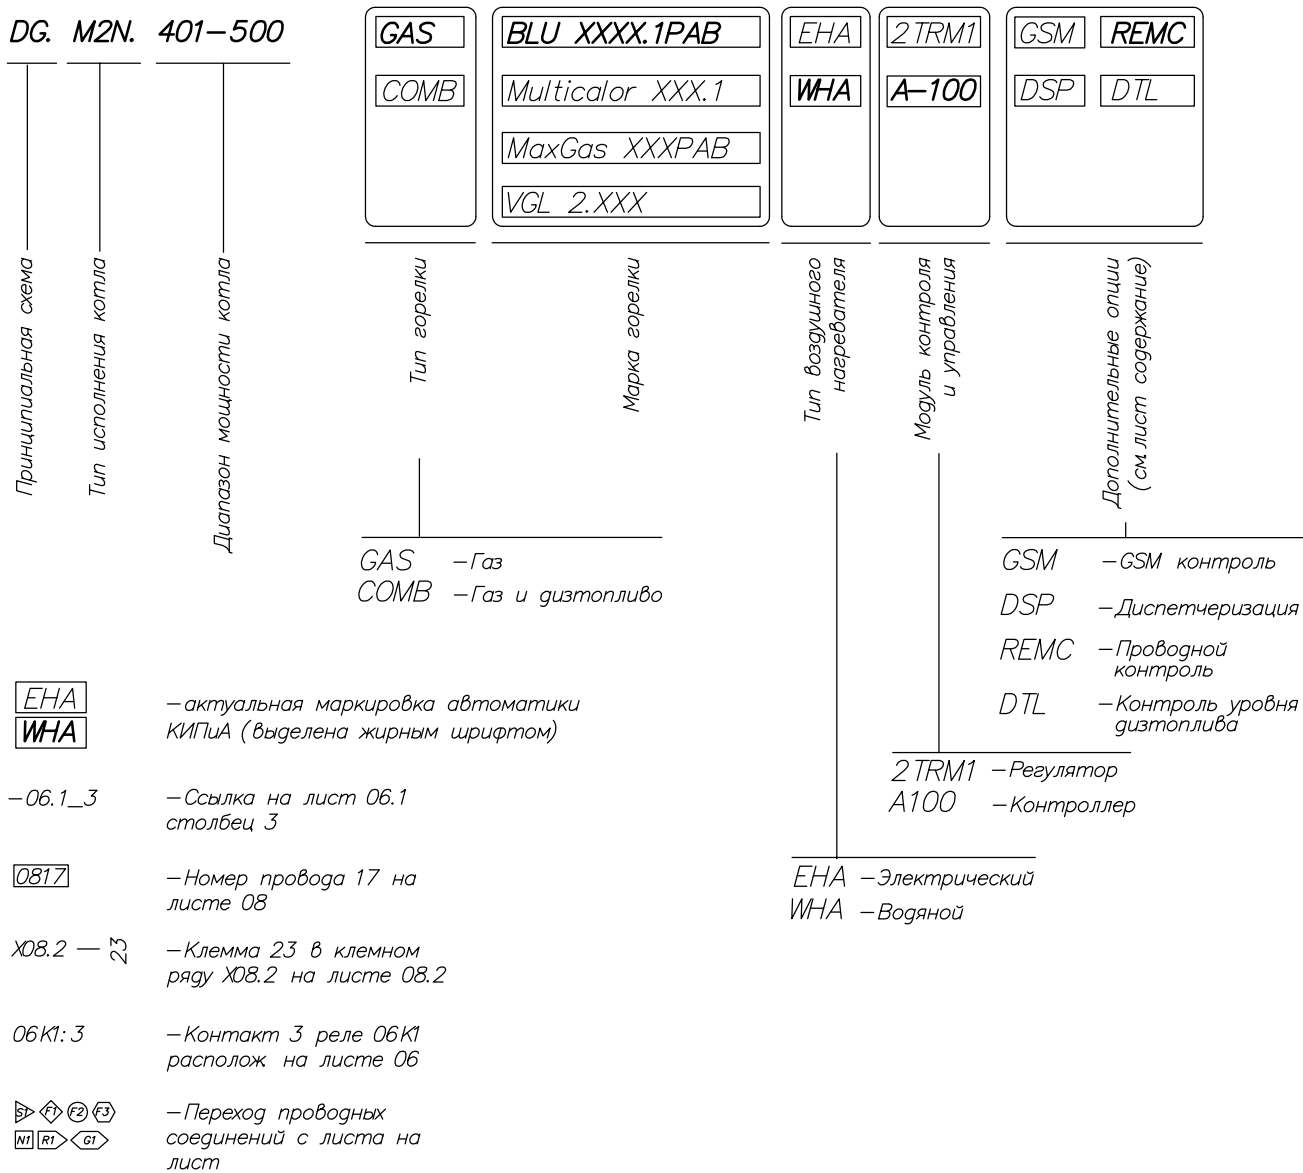 DG. M2N. 401-500
GAS
COMB
BLU XXXX.1PAB
Multicalor XXX.1
MaxGas XXXPAB
VGL 2.XXX
EHA
WHA
2TRM1
A-100
GSM REMC
DSP DTL
Принципиальная схема
Тип исполнения котла
Диапазон мощности котла
Тип горелки
Марка горелки
Тип воздушного
нагревателя
Модуль контроля
и управления
Дополнительные опции
(см.лист содержание)
GAS -Газ
COMB -Газ и дизтопливо
GSM -GSM контроль
DSP -Диспетчеризация
REMC -Проводной
контроль
DTL -Контроль уровня
дизтоплива
2TRM1 -Регулятор
A100 -Контроллер
EHA -Электрический
WHA -Водяной
EHA -актуальная маркировка автоматики
WHA КИПиА (выделена жирным шрифтом)
-06.1_3 -Ссылка на лист 06.1
столбец 3
0817 -Номер провода 17 на
листе 08
X08.2 — 23 -Клемма 23 в клемном
ряду X08.2 на листе 08.2
06K1:3 -Контакт 3 реле 06K1
располож. на листе 06
S1 F1 F2 F3 -Переход проводных
N1 R1 G1 соединений с листа на
лист